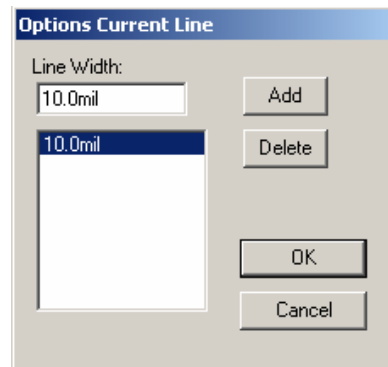 Options Current Line
Line Width:
10.0mil
Add
10.0mil
Delete
OK
Cancel